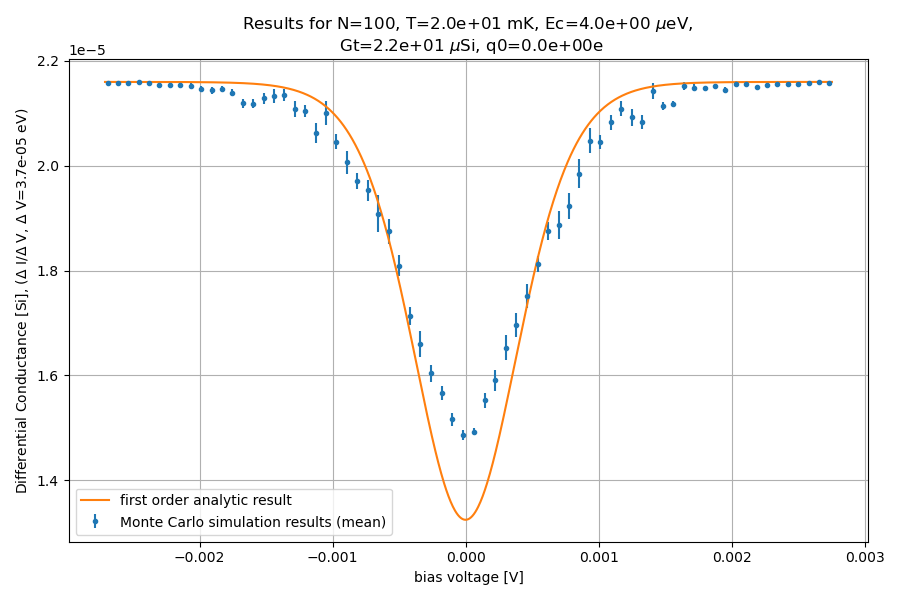 Results for N=100, T=2.0e+01 mK, Ec=4.0e+00 μeV,
Gt=2.2e+01 μSi, q0=0.0e+00e
1e−5
2.2
2.0
1.8
1.6
1.4
Differential Conductance [Si], (Δ I/Δ V, Δ V=3.7e-05 eV)
first order analytic result
Monte Carlo simulation results (mean)
−0.002
−0.001
0.000
0.001
0.002
0.003
bias voltage [V]